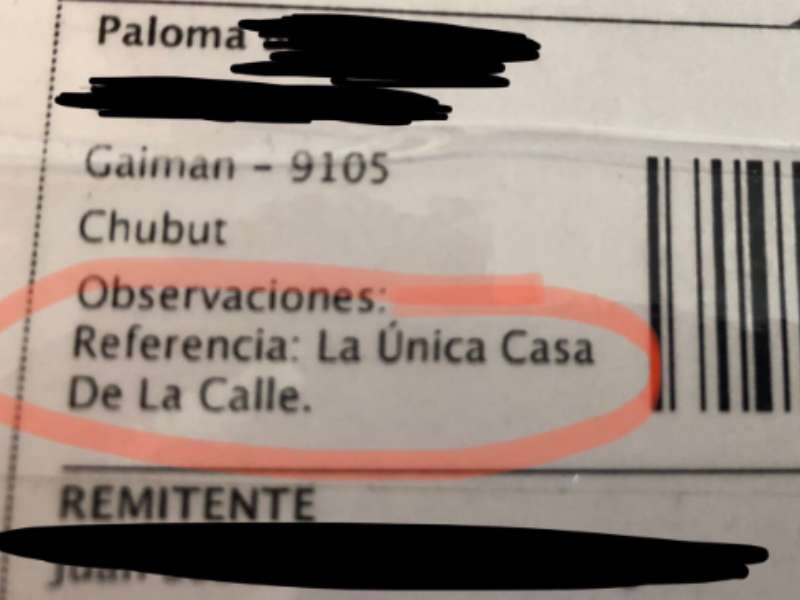 Paloma
Gaiman - 9105
Chubut
Observaciones:
Referencia: La Única Casa
De La Calle.
REMITENTE